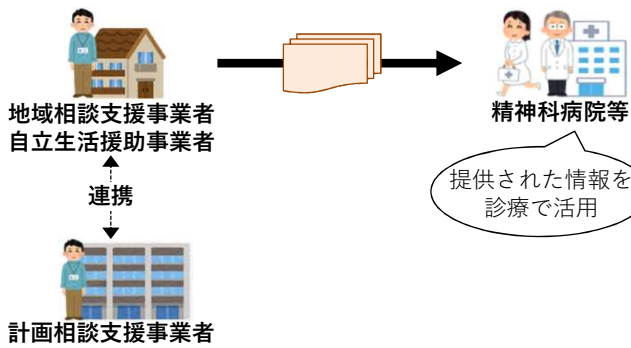 地域相談支援事業者
自立生活援助事業者
精神科病院等
提供された情報を
診療で活用
連携
計画相談支援事業者